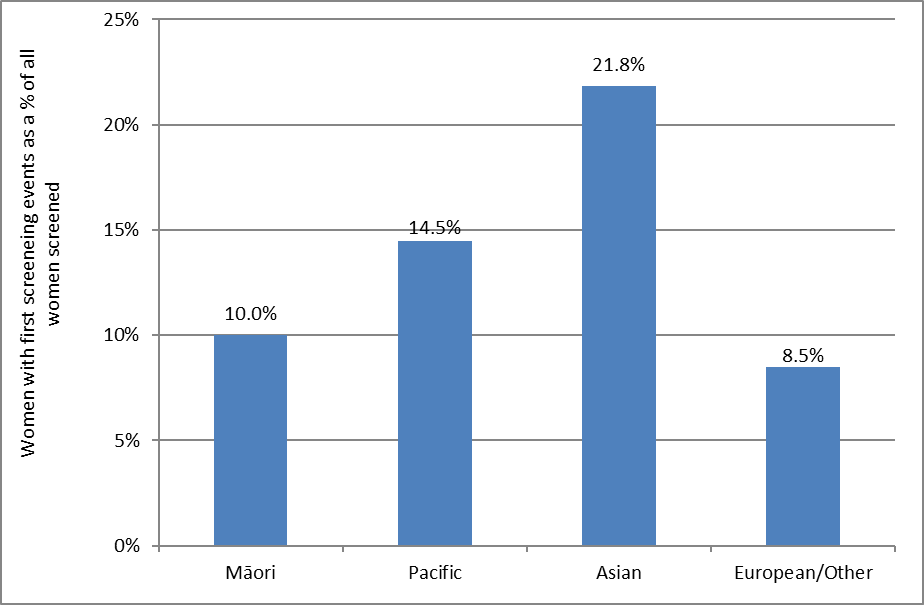 Women with first screeneing events as a % of all
women screened
25%
20%
15%
10%
5%
0%
10.0%
14.5%
21.8%
8.5%
Māori
Pacific
Asian
European/Other